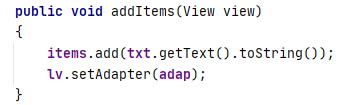 public void addItems(View view)
{
    items.add(txt.getText().toString());
    lv.setAdapter(adap);
}